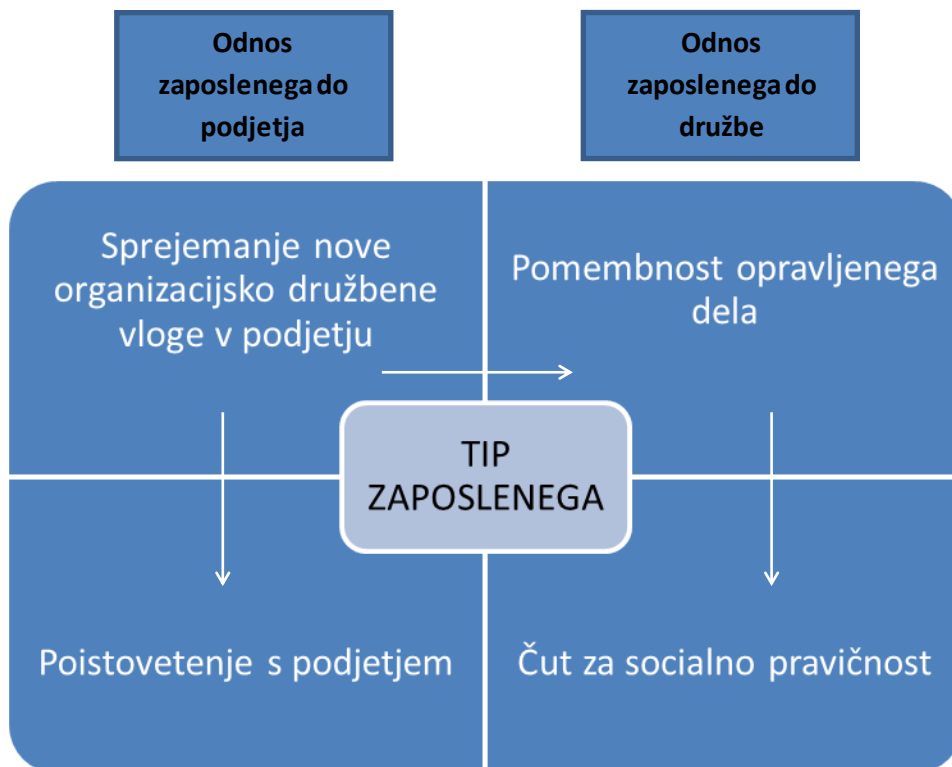 Odnos
zaposlenega do
podjetja
Odnos
zaposlenega do
družbe
Sprejemanje nove
organizacijsko družbene
vloge v podjetju
Pomembnost opravljenega
dela
TIP
ZAPOSLENEGA
Poistovetenje s podjetjem
Čut za socialno pravičnost